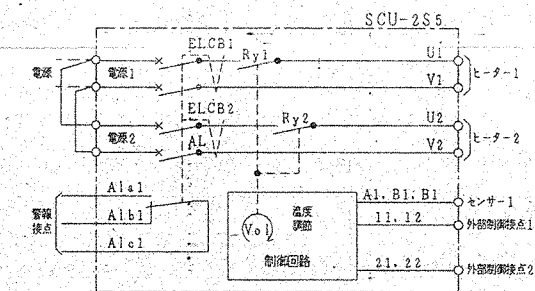 SCU-2S5
ELCB1
Ry1
U1
電源
電源1
V1
ヒーター1
ELCB2
Ry2
U2
電源2
AL
V2
ヒーター2
Ala1
A1, B1, B1
センサー1
警報
接点
Alb1
温度
調節
11, 12
外部制御接点1
Vol
Alc1
制御回路
21, 22
外部制御接点2